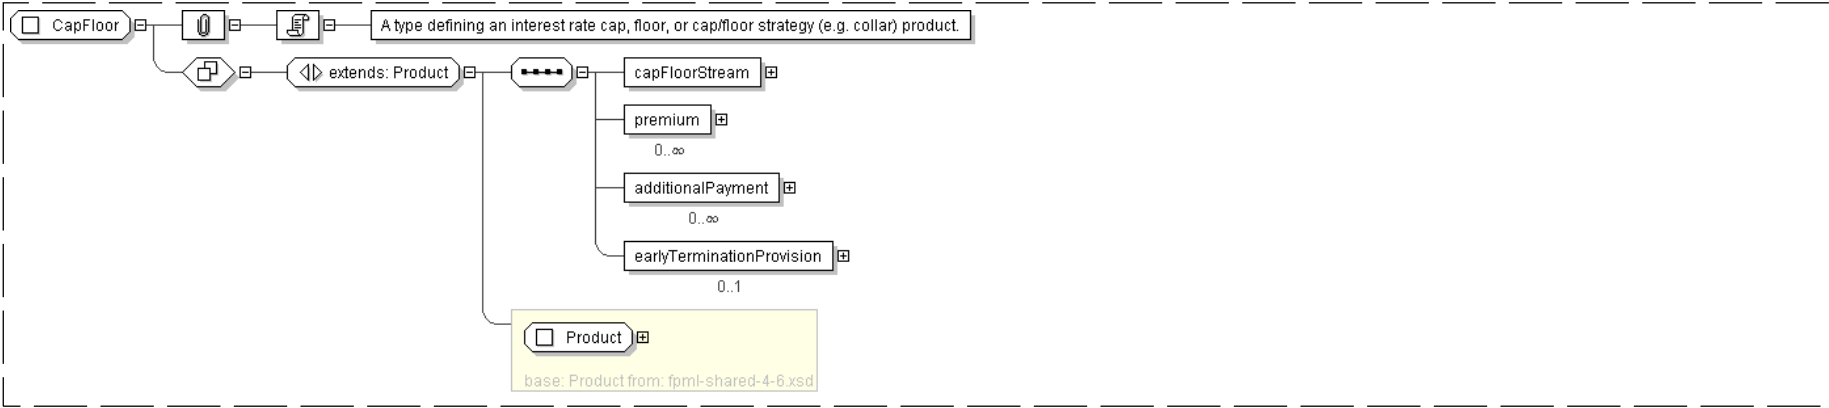 CapFloor
A type defining an interest rate cap, floor, or cap/floor strategy (e.g. collar) product.
extends: Product
capFloorStream
premium
0..∞
additionalPayment
0..∞
earlyTerminationProvision
0..1
Product
base: Product from: fpml-shared-4-6.xsd